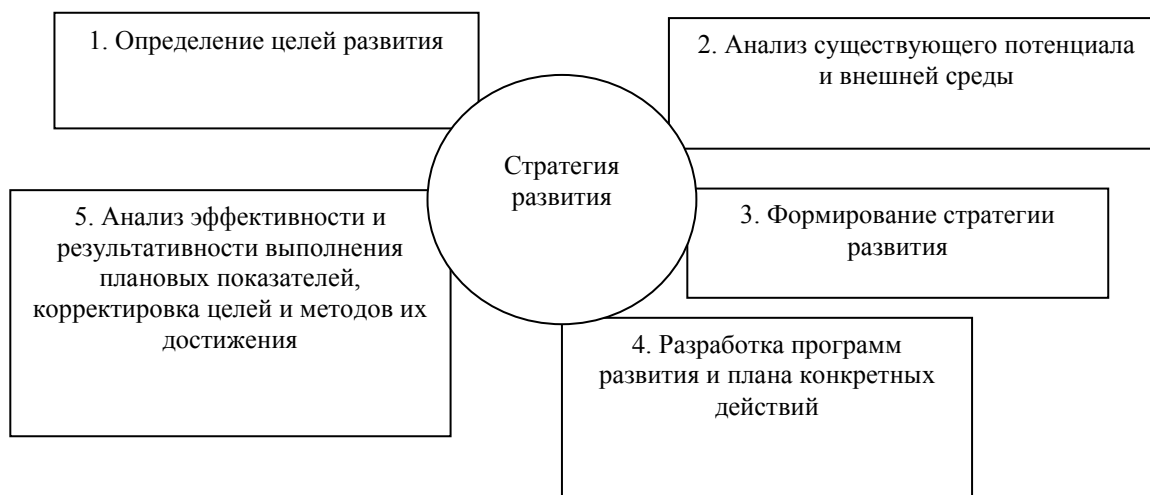 1. Определение целей развития
2. Анализ существующего потенциала
и внешней среды
Стратегия
развития
3. Формирование стратегии
развития
4. Разработка программ
развития и плана конкретных
действий
5. Анализ эффективности и
результативности выполнения
плановых показателей,
корректировка целей и методов их
достижения